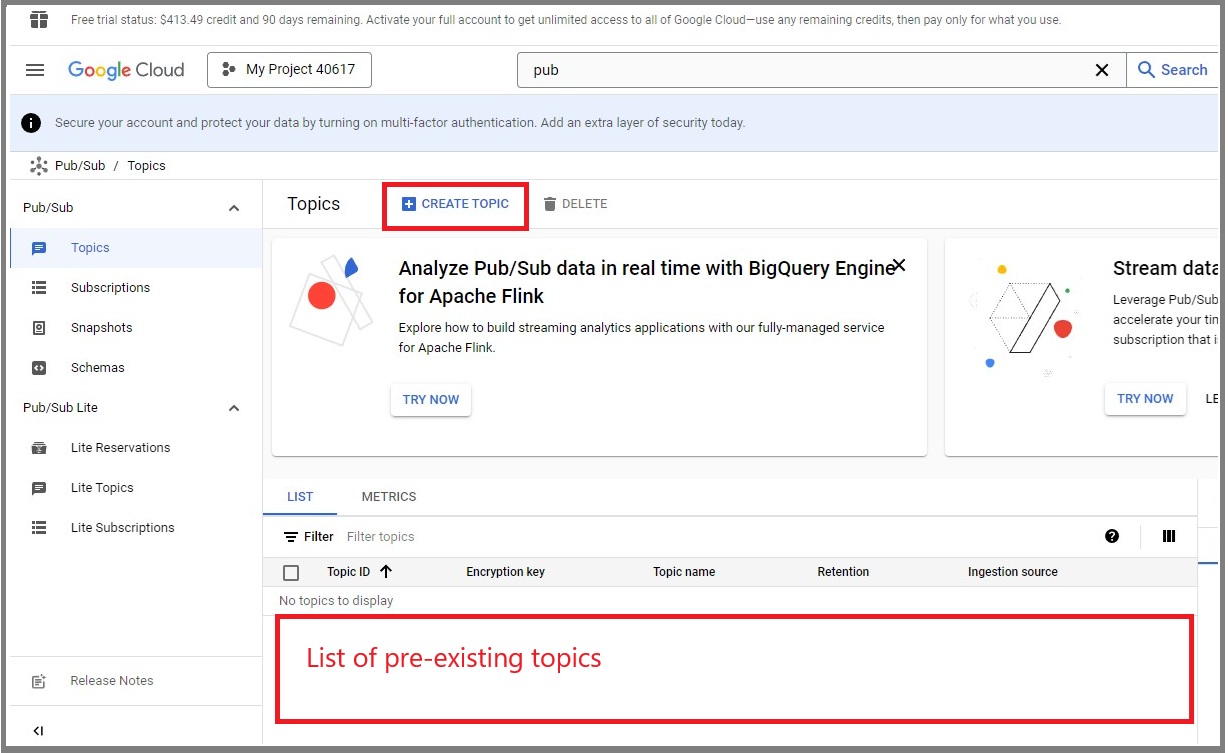 Free trial status: $413.49 credit and 90 days remaining. Activate your full account to get unlimited access to all of Google Cloud—use any remaining credits, then pay only for what you use.
Google Cloud
My Project 40617
pub
Search
Secure your account and protect your data by turning on multi-factor authentication. Add an extra layer of security today.
Pub/Sub / Topics
Pub/Sub
Topics
Subscriptions
Snapshots
Schemas
Pub/Sub Lite
Lite Reservations
Lite Topics
Lite Subscriptions
Release Notes
Topics
CREATE TOPIC
DELETE
Analyze Pub/Sub data in real time with BigQuery Engine
for Apache Flink
Explore how to build streaming analytics applications with our fully-managed service
for Apache Flink.
TRY NOW
Stream data
Leverage Pub/Sub
accelerate your tin
subscription that i
TRY NOW
LE
LIST
METRICS
Filter Filter topics
Topic ID Encryption key Topic name Retention Ingestion source
No topics to display
List of pre-existing topics